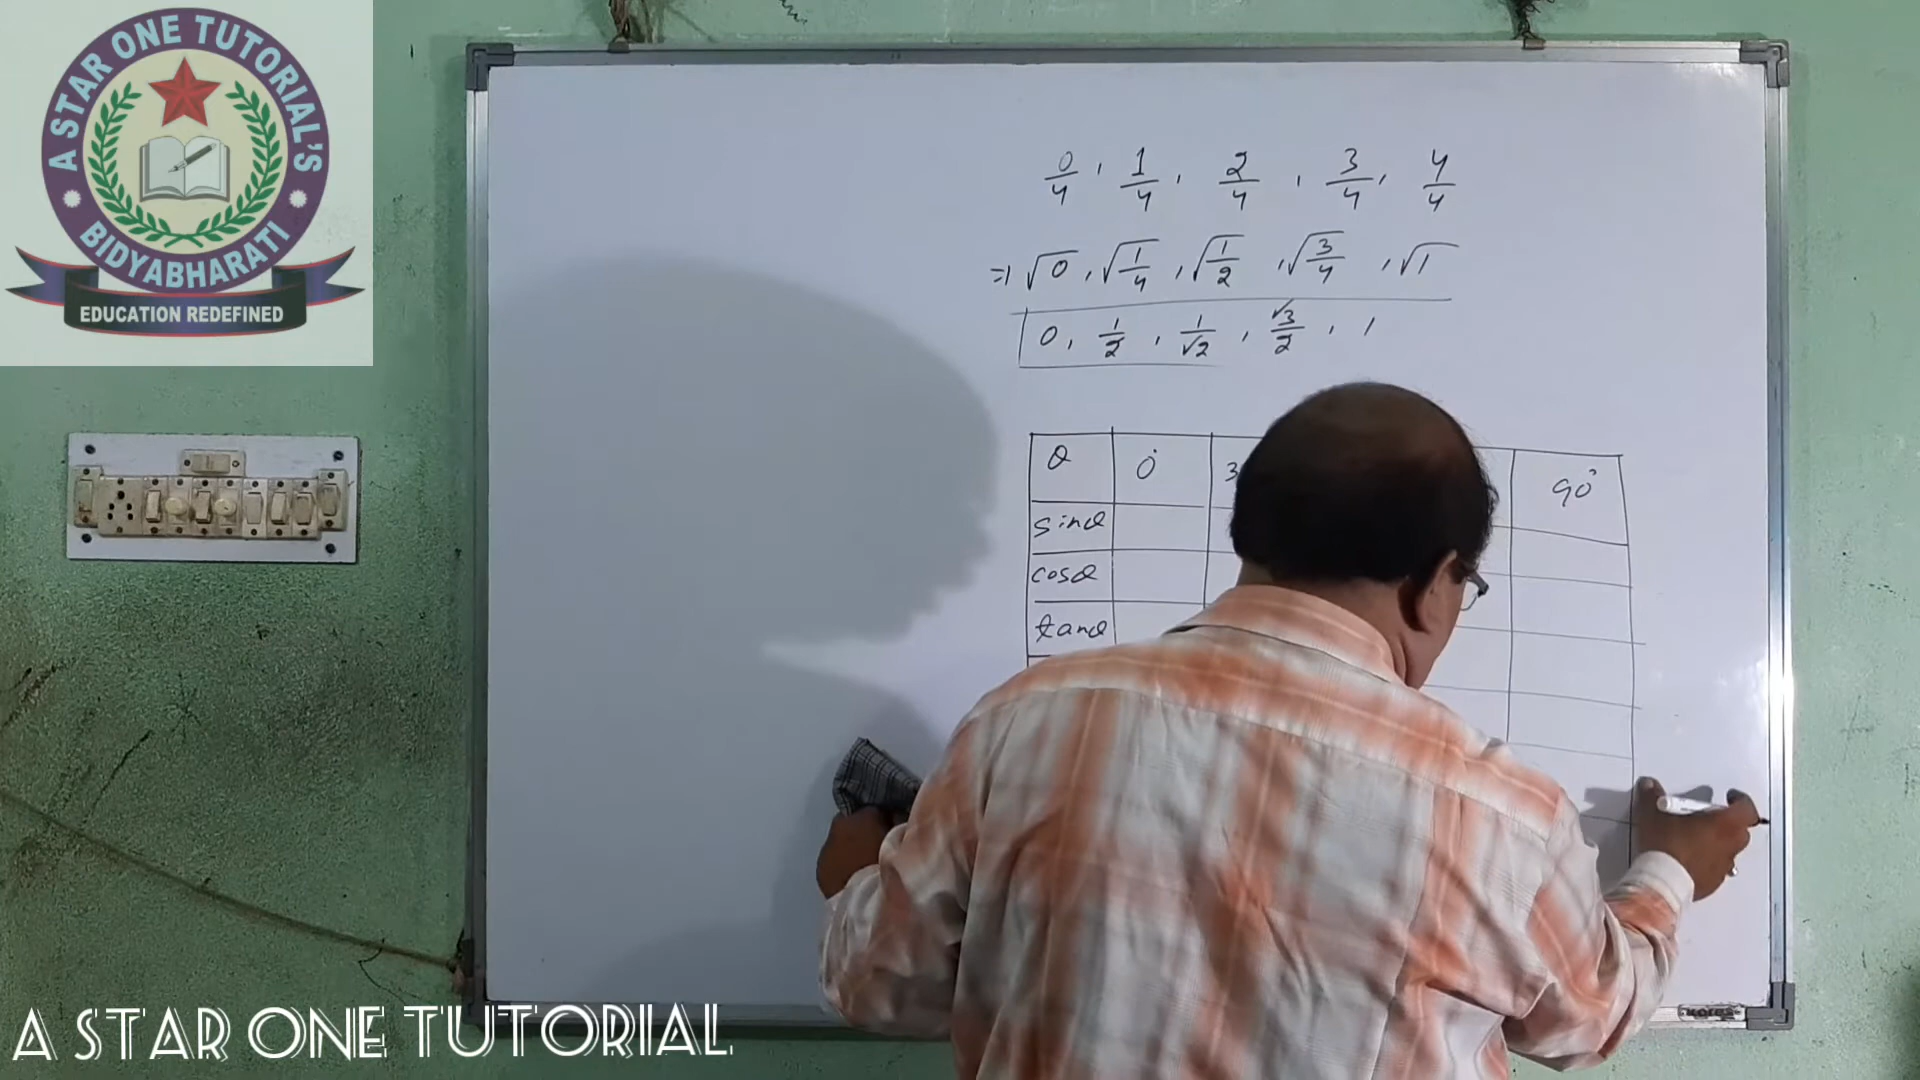 A STAR ONE TUTORIAL'S
BIDYABHARATI
EDUCATION REDEFINED
0/4, 1/4, 2/4, 3/4, 4/4
⇒ √0, √1/4, √1/2, √3/4, √1
0, 1/2, 1/√2, √3/2, 1
θ 0° 3 90°
sinθ
cosθ
tanθ
A STAR ONE TUTORIAL